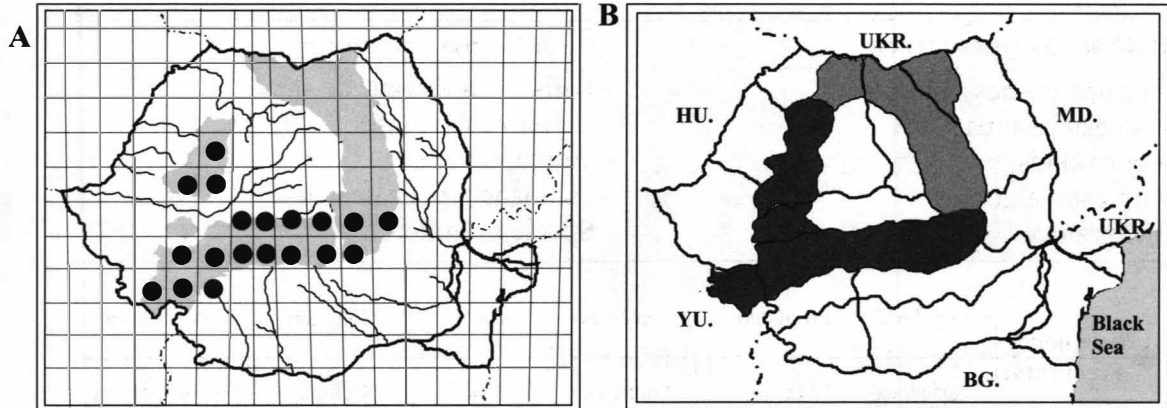 A
B
UKR.
HU.
MD.
UKR.
YU.
Black
Sea
BG.